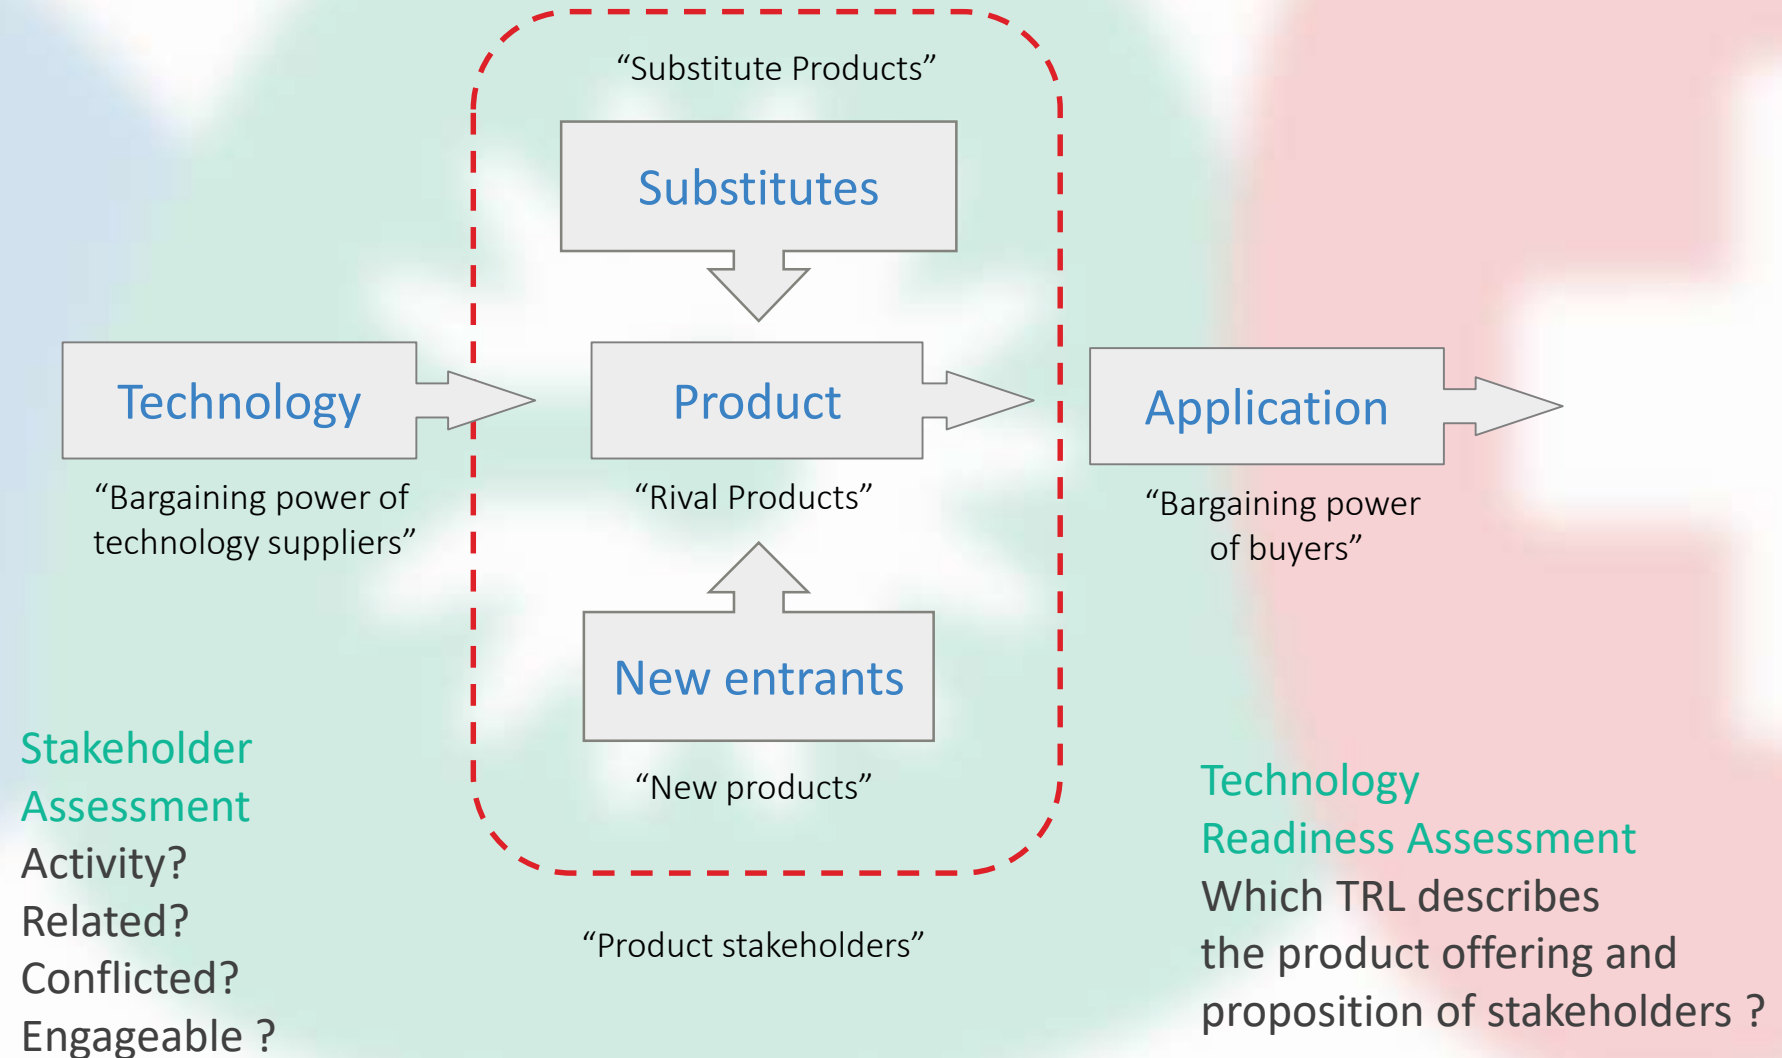 “Substitute Products”
Substitutes
Technology
Product
Application
“Bargaining power of
technology suppliers”
“Rival Products”
“Bargaining power
of buyers”
New entrants
“New products”
“Product stakeholders”
Stakeholder
Assessment
Activity?
Related?
Conflicted?
Engageable ?
Technology
Readiness Assessment
Which TRL describes
the product offering and
proposition of stakeholders ?